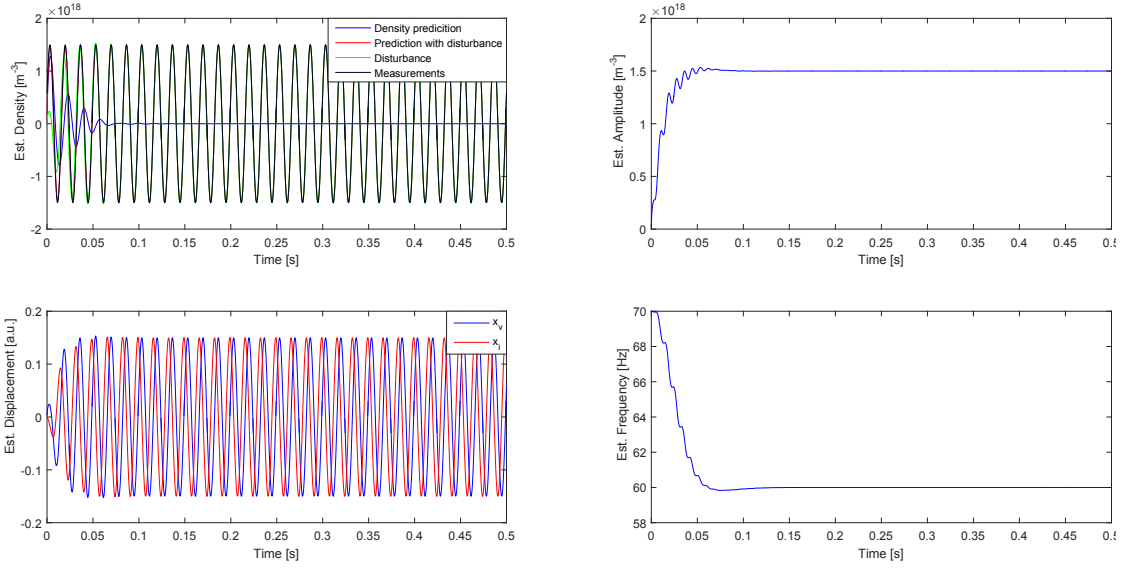 ×10^18
2
1
0
-1
-2
Est. Density [m^-3]
Density predicition
Prediction with disturbance
Disturbance
Measurements
0 0.05 0.1 0.15 0.2 0.25 0.3 0.35 0.4 0.45 0.5
Time [s]
×10^18
2
1.5
1
0.5
0
Est. Amplitude [m^-3]
0 0.05 0.1 0.15 0.2 0.25 0.3 0.35 0.4 0.45 0.5
Time [s]
0.2
0.1
0
-0.1
-0.2
Est. Displacement [a.u.]
x_v
x_i
0 0.05 0.1 0.15 0.2 0.25 0.3 0.35 0.4 0.45 0.5
Time [s]
70
68
66
64
62
60
58
Est. Frequency [Hz]
0 0.05 0.1 0.15 0.2 0.25 0.3 0.35 0.4 0.45 0.5
Time [s]